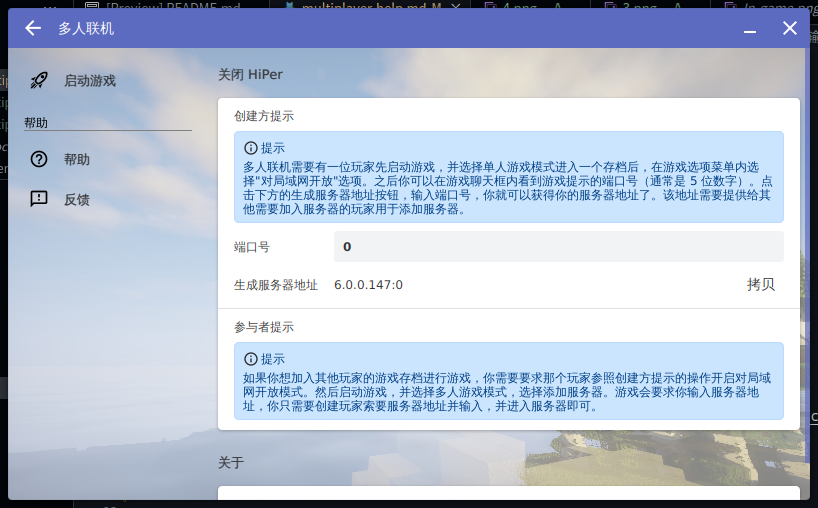 [Preview] README.md
multiplayer-help.md M
4.png
A
3.png
A
多人联机
启动游戏
帮助
帮助
反馈
关闭 HiPer
创建方提示
提示
多人联机需要有一位玩家先启动游戏，并选择单人游戏模式进入一个存档后，在游戏选项菜单内选
择"对局域网开放"选项。之后你可以在游戏聊天框内看到游戏提示的端口号（通常是 5 位数字）。点
击下方的生成服务器地址按钮，输入端口号，你就可以获得你的服务器地址了。该地址需要提供给其
他需要加入服务器的玩家用于添加服务器。
端口号
0
生成服务器地址
6.0.0.147:0
拷贝
参与者提示
提示
如果你想加入其他玩家的游戏存档进行游戏，你需要要求那个玩家参照创建方提示的操作开启对局域
网开放模式。然后启动游戏，并选择多人游戏模式，选择添加服务器。游戏会要求你输入服务器地
址，你只需要创建玩家索要服务器地址并输入，并进入服务器即可。
关于